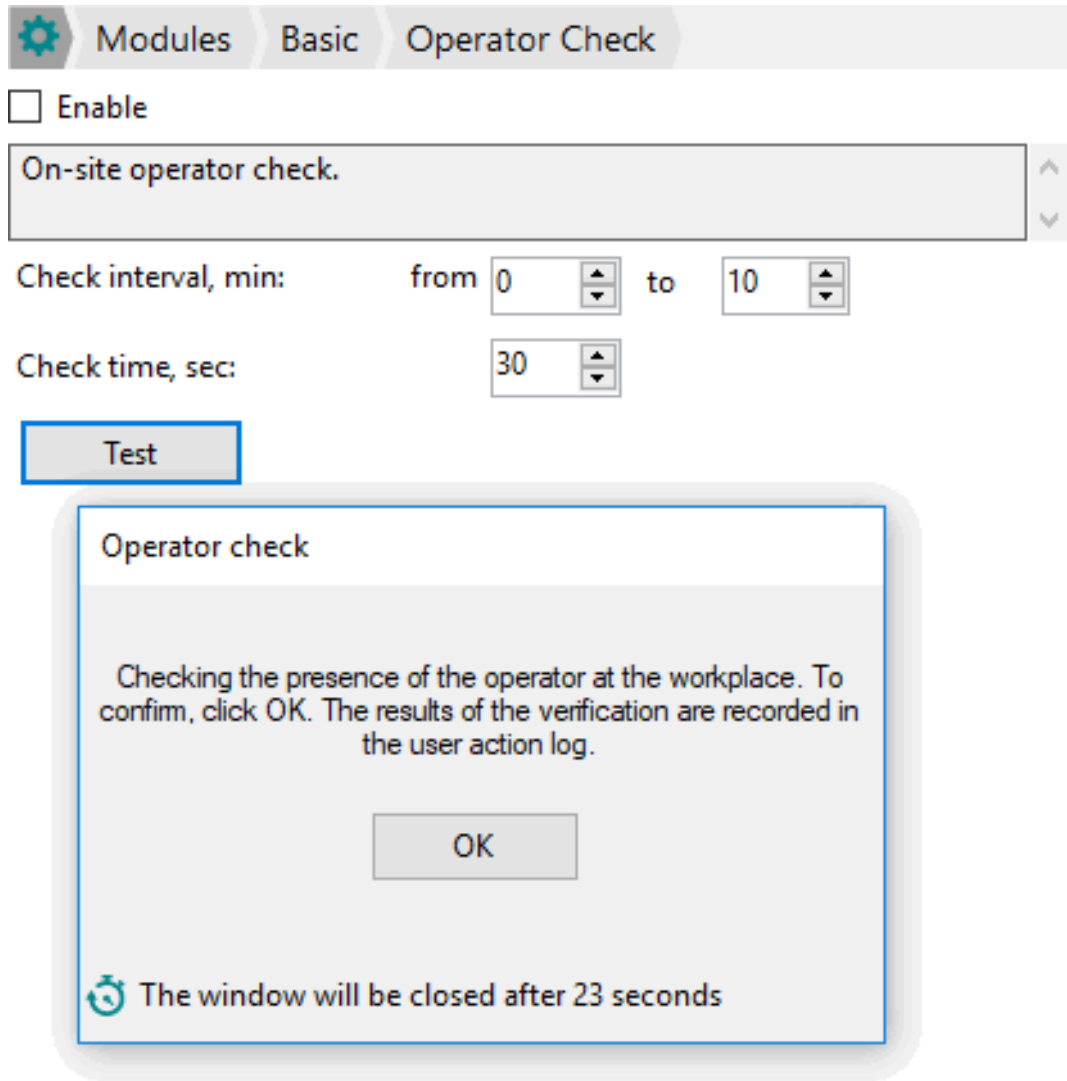 Modules Basic Operator Check
Enable
On-site operator check.
Check interval, min: from 0 to 10
Check time, sec: 30
Test
Operator check
Checking the presence of the operator at the workplace. To
confirm, click OK. The results of the verification are recorded in
the user action log.
OK
The window will be closed after 23 seconds